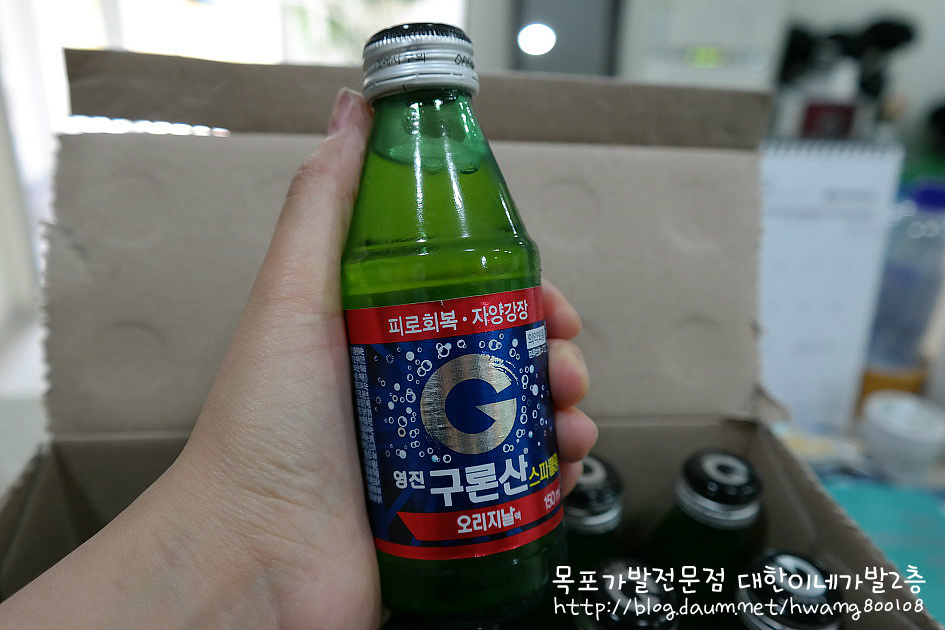 피로회복 · 자양강장
영진 구론산 스파클링
오리지날액 150m
목포가발전문점 대한이네가발2층
http://blog.daum.net/hwang800108